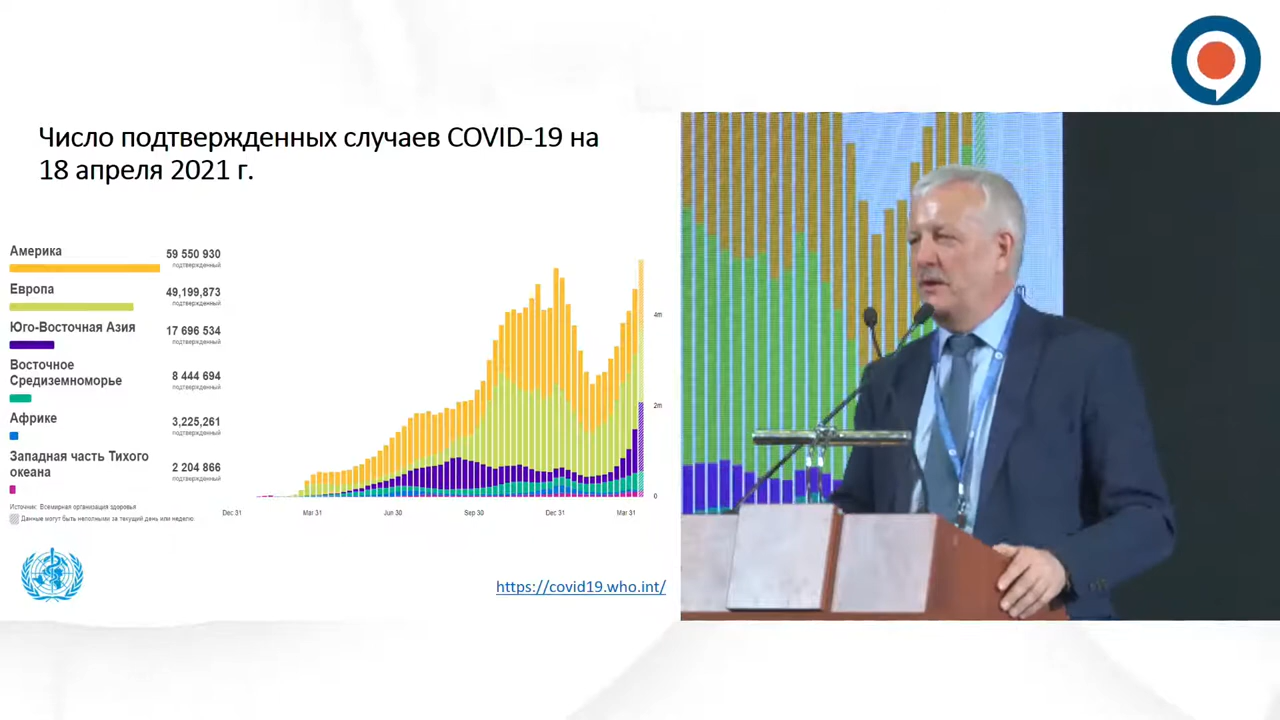 Число подтвержденных случаев COVID-19 на
18 апреля 2021 г.
Америка
59 550 930
подтвержденный
Европа
49,199,873
подтвержденный
Юго-Восточная Азия
17 696 534
подтвержденный
Восточное
Средиземноморье
8 444 694
подтвержденный
Африке
3,225,261
подтвержденный
Западная часть Тихого
океана
2 204 866
подтвержденный
Источник: Всемирная организация здоровья
Данные могут быть неполными за текущий день или неделю
4m
2m
0
Dec 31
Mar 31
Jun 30
Sep 30
Dec 31
Mar 31
https://covid19.who.int/